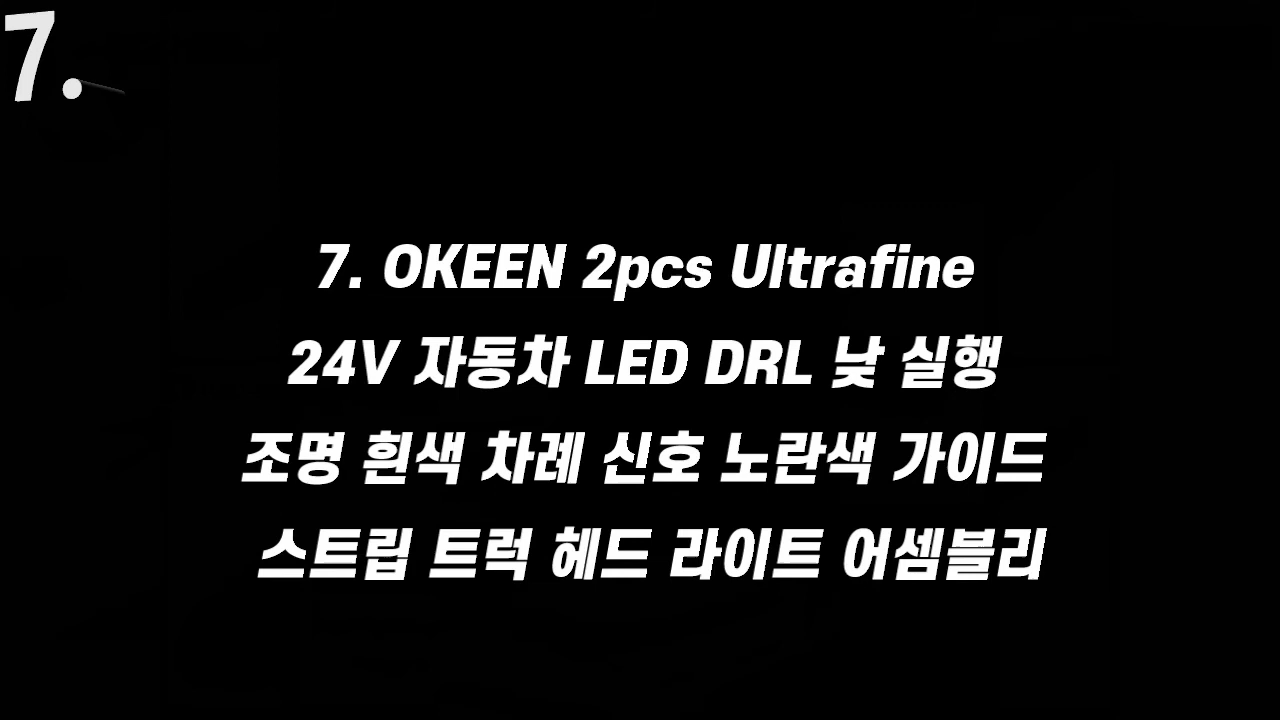 7.
7. OKEEN 2pcs Ultrafine
24V 자동차 LED DRL 낮 실행
조명 흰색 차례 신호 노란색 가이드
스트립 트럭 헤드 라이트 어셈블리